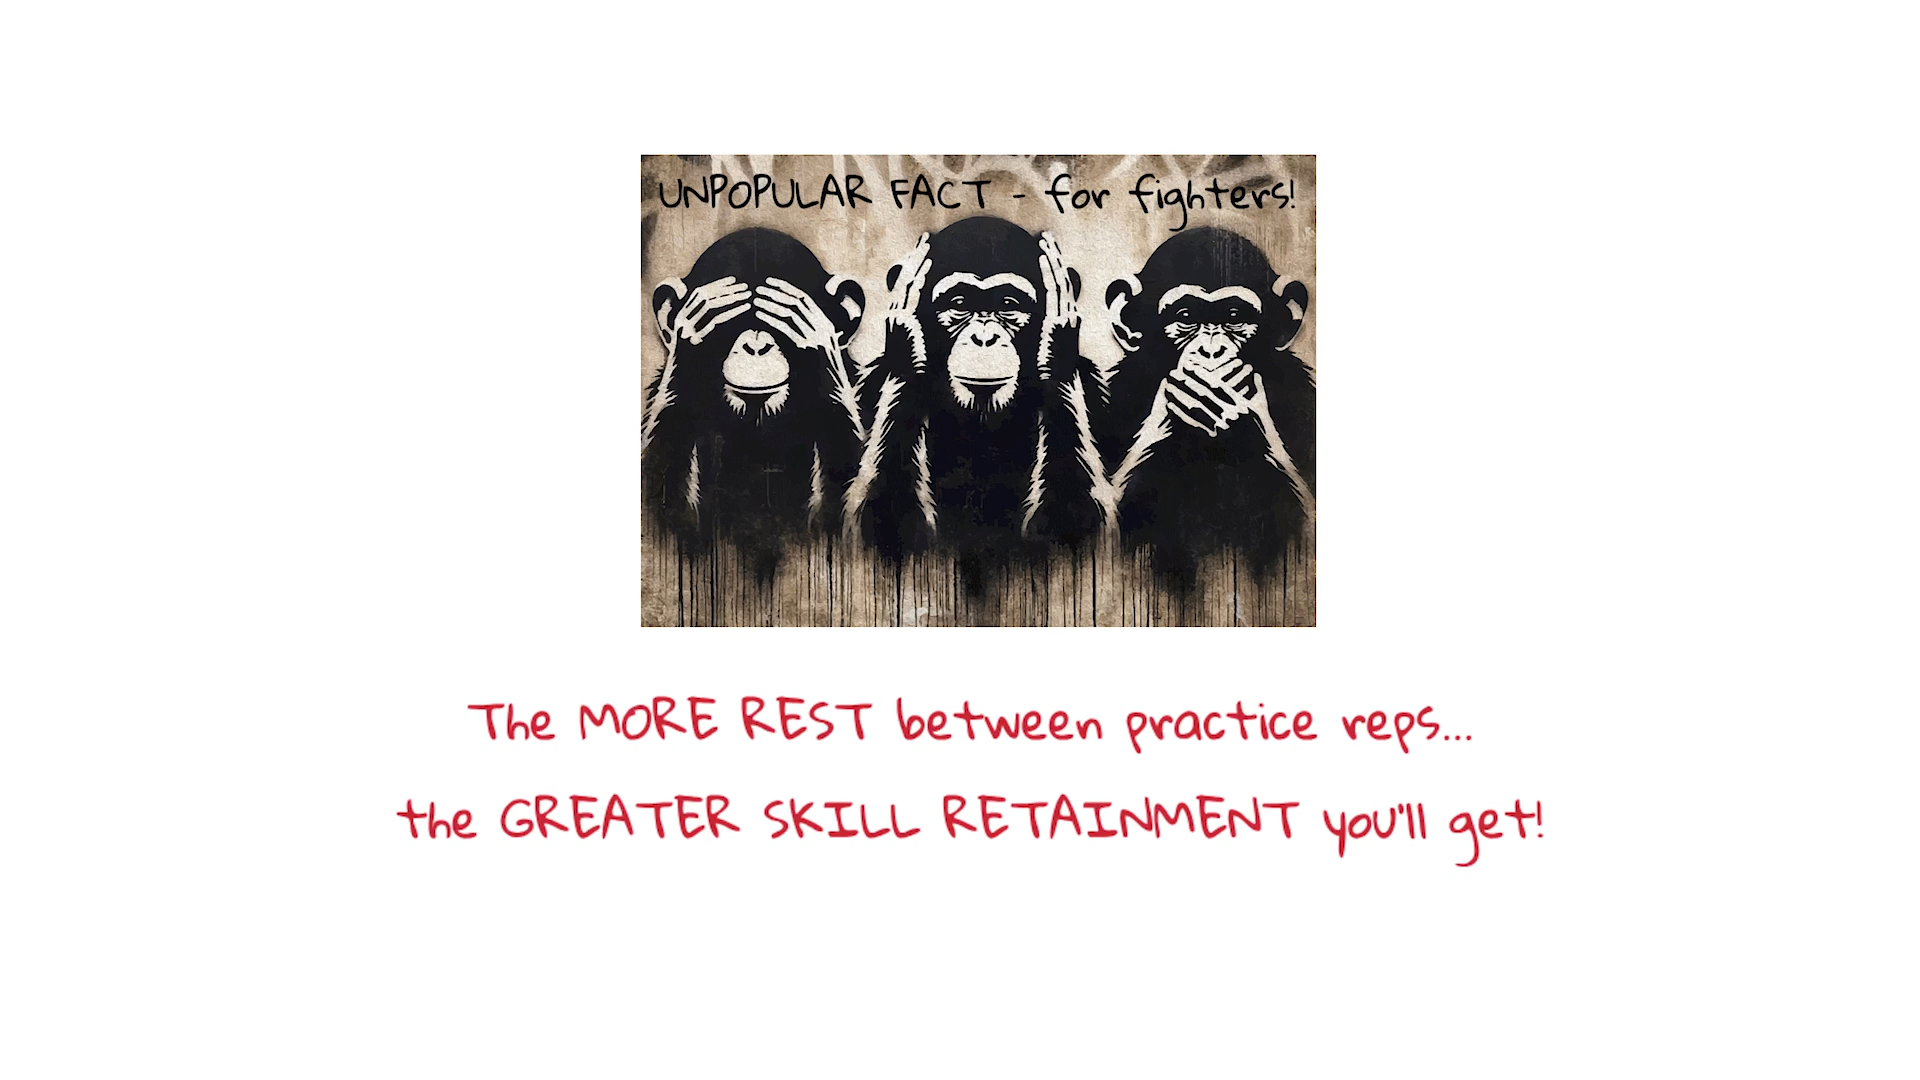 UNPOPULAR FACT - for fighters!
The MORE REST between practice reps...
the GREATER SKILL RETAINMENT you'll get!